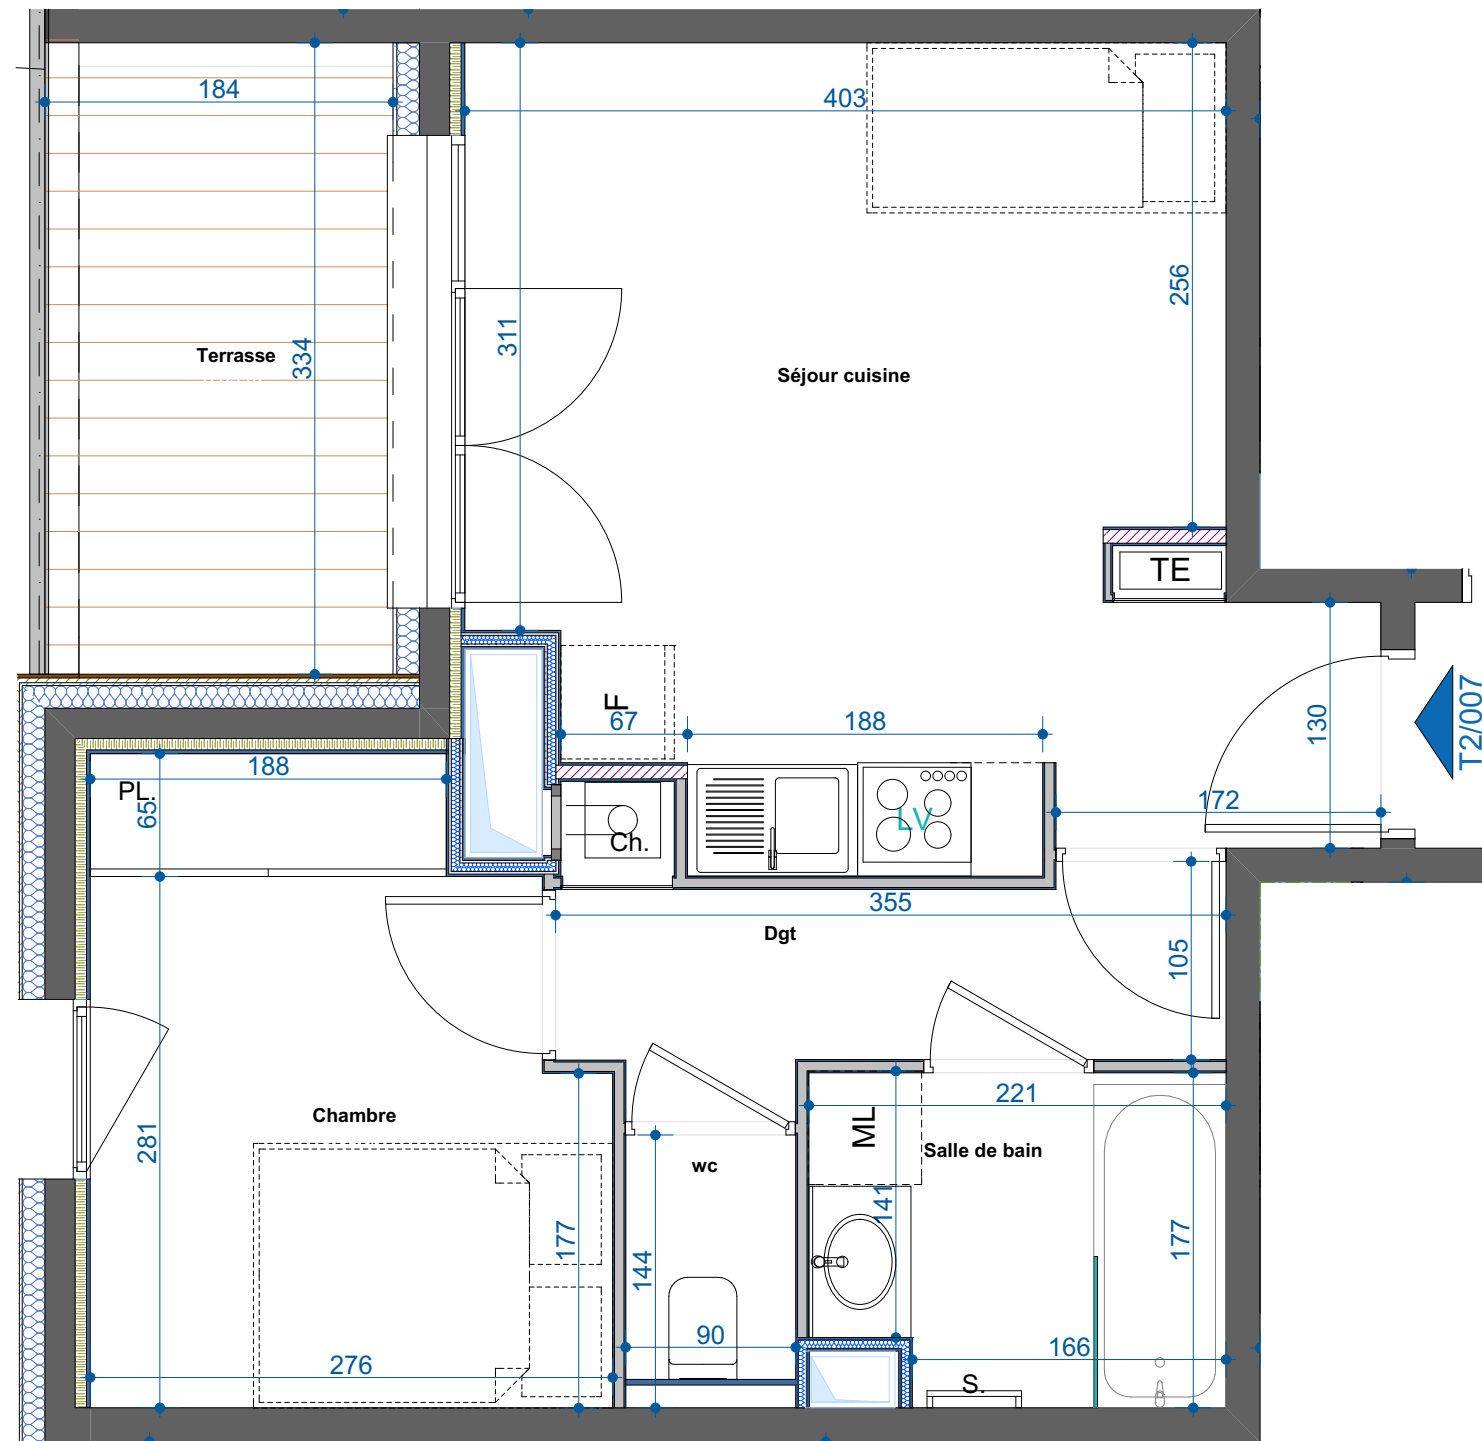 184
403
256
311
334
Terrasse
Séjour cuisine
TE
F
67
188
130
T2/007
188
PL.
65
LV
172
Ch.
355
Dgt
105
221
ML
Chambre
281
Salle de bain
wc
141
177
177
144
90
166
276
S.